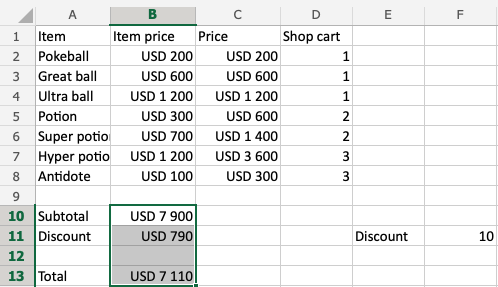 A B C D E F
1 Item Item price Price Shop cart
2 Pokeball USD 200 USD 200 1
3 Great ball USD 600 USD 600 1
4 Ultra ball USD 1 200 USD 1 200 1
5 Potion USD 300 USD 600 2
6 Super potio USD 700 USD 1 400 2
7 Hyper potio USD 1 200 USD 3 600 3
8 Antidote USD 100 USD 300 3
9
10 Subtotal USD 7 900
11 Discount USD 790 Discount 10
12
13 Total USD 7 110